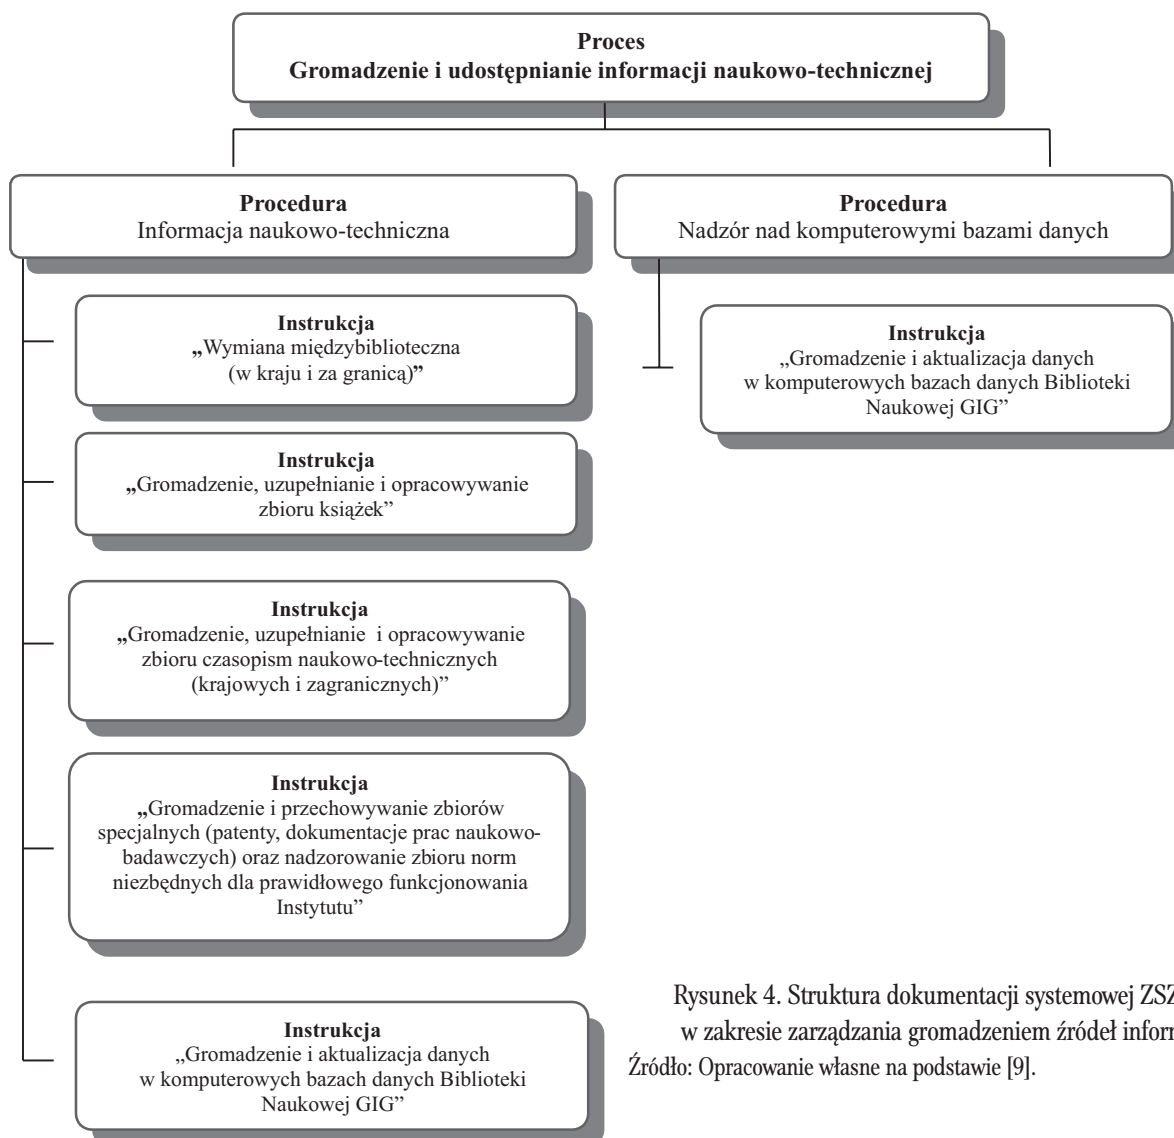 Proces
Gromadzenie i udostępnianie informacji naukowo-technicznej
Procedura
Informacja naukowo-techniczna
Instrukcja
„Wymiana międzybiblioteczna
(w kraju i za granicą)”
Instrukcja
„Gromadzenie, uzupełnianie i opracowywanie
zbioru książek”
Instrukcja
„Gromadzenie, uzupełnianie i opracowywanie
zbioru czasopism naukowo-technicznych
(krajowych i zagranicznych)”
Instrukcja
„Gromadzenie i przechowywanie zbiorów
specjalnych (patenty, dokumentacje prac naukowo-
badawczych) oraz nadzorowanie zbioru norm
niezbędnych dla prawidłowego funkcjonowania
Instytutu”
Instrukcja
„Gromadzenie i aktualizacja danych
w komputerowych bazach danych Biblioteki
Naukowej GIG”
Procedura
Nadzór nad komputerowymi bazami danych
Instrukcja
„Gromadzenie i aktualizacja danych
w komputerowych bazach danych Biblioteki
Naukowej GIG”
Rysunek 4. Struktura dokumentacji systemowej ZSZ
w zakresie zarządzania gromadzeniem źródeł infor
Źródło: Opracowanie własne na podstawie [9].